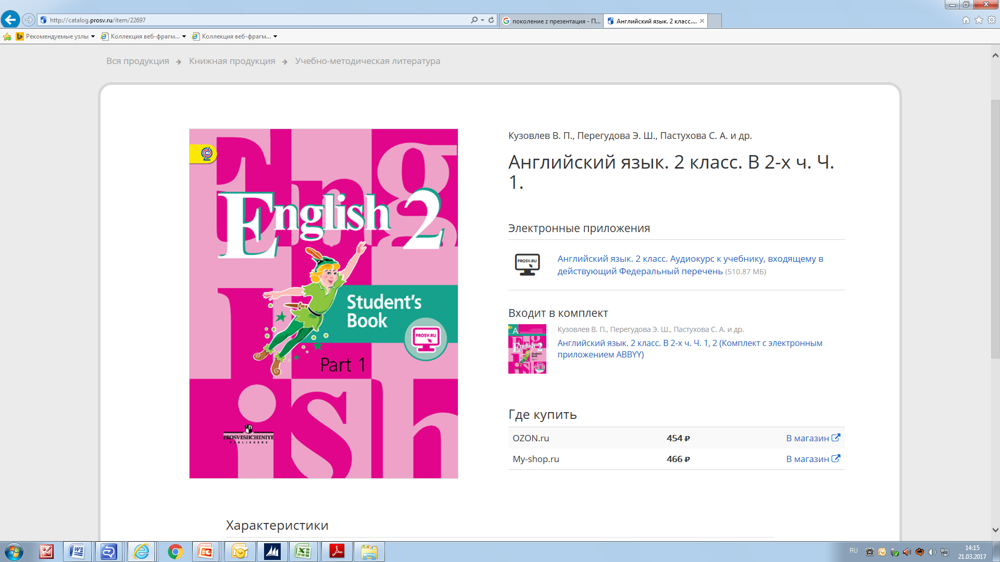 http://catalog.prosv.ru/item/22697
поколение z презентация - П...
Английский язык. 2 класс....
Рекомендуемые узлы
Коллекция веб-фрагм...
Коллекция веб-фрагм...
Вся продукция
Книжная продукция
Учебно-методическая литература
English 2
Student's
Book
PROSV.RU
Part 1
PROSVESHCHENIYE
PUBLISHERS
Кузовлев В. П., Перегудова Э. Ш., Пастухова С. А. и др.
Английский язык. 2 класс. В 2-х ч. Ч.
1.
Электронные приложения
PROSV.RU
Английский язык. 2 класс. Аудиокурс к учебнику, входящему в
действующий Федеральный перечень (510.87 МБ)
Входит в комплект
A
English 2
Кузовлев В. П., Перегудова Э. Ш., Пастухова С. А. и др.
Английский язык. 2 класс. В 2-х ч. Ч. 1, 2 (Комплект с электронным
приложением ABBYY)
Где купить
OZON.ru 454 ₽ В магазин
My-shop.ru 466 ₽ В магазин
Характеристики
RU
14:15
21.03.2017